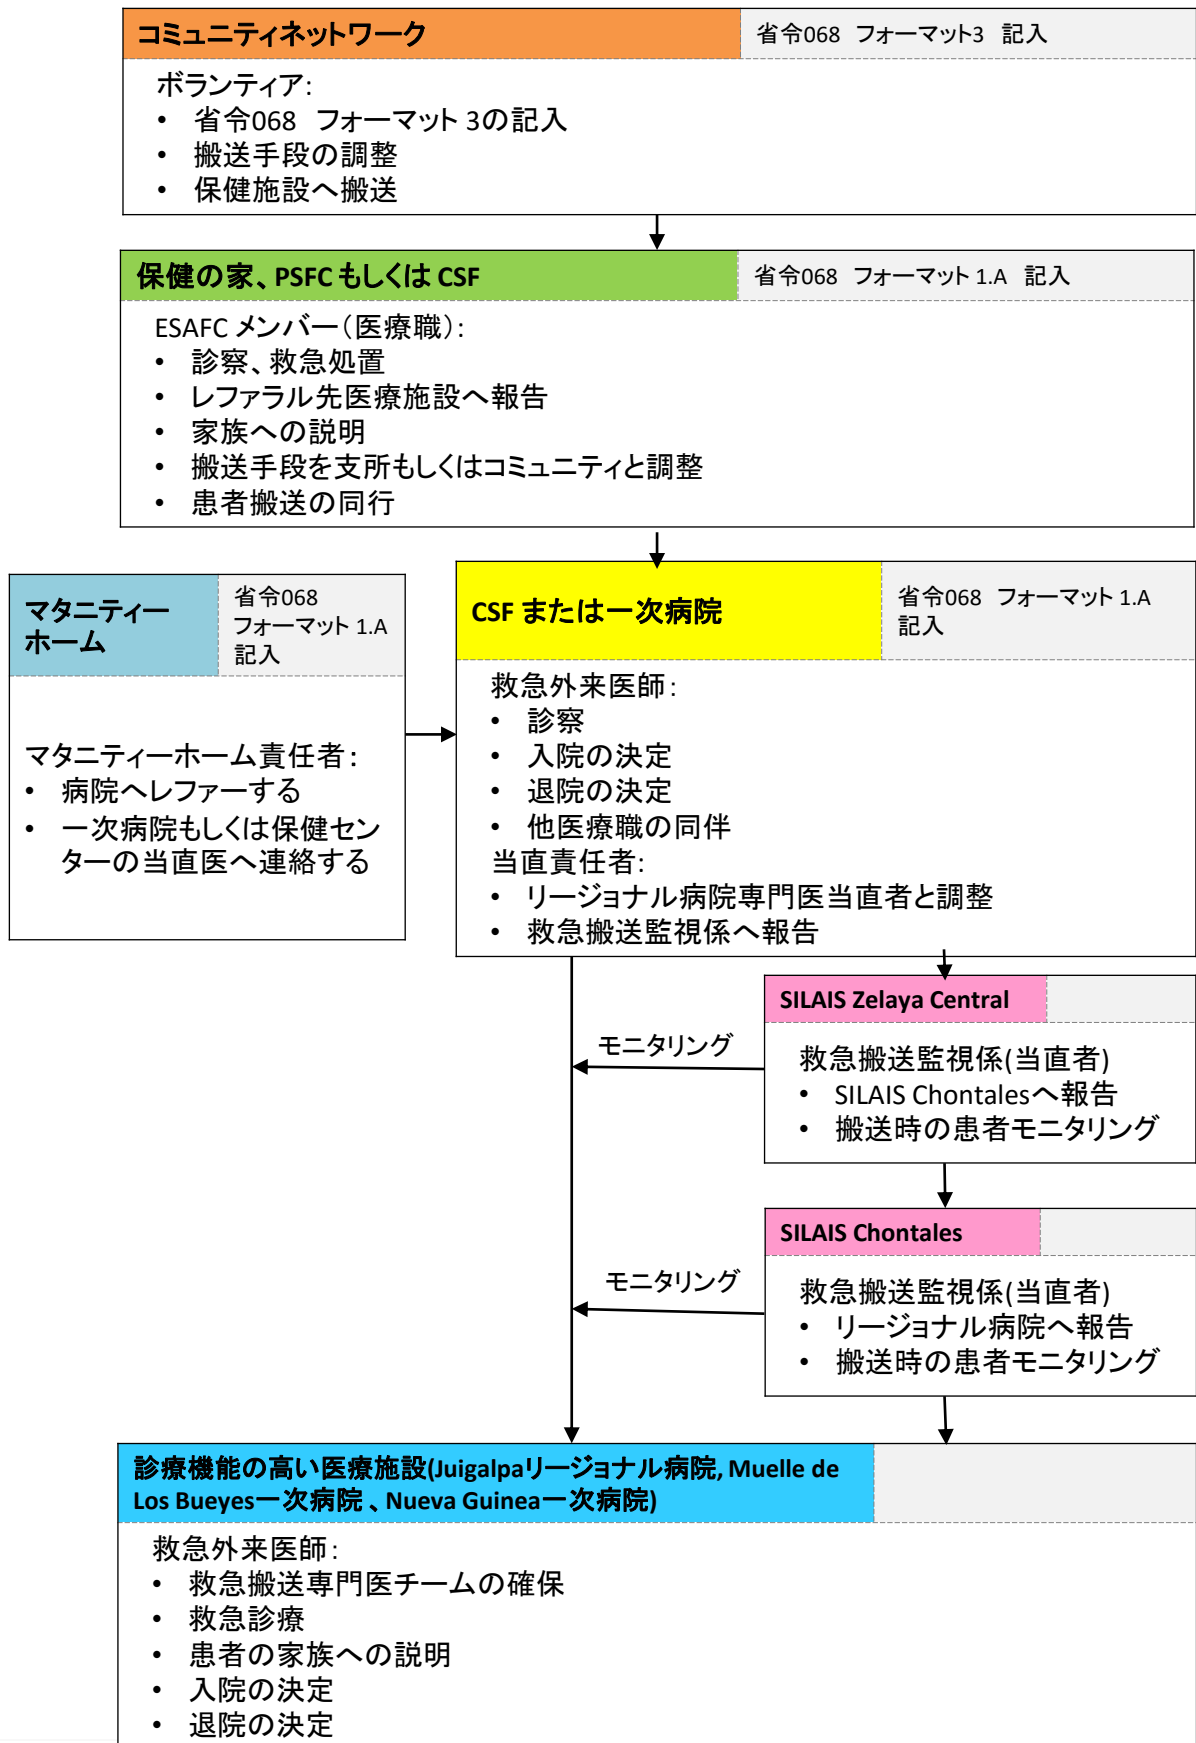 コミュニティネットワーク
省令068 フォーマット3 記入
ボランティア:
• 省令068 フォーマット 3の記入
• 搬送手段の調整
• 保健施設へ搬送
保健の家、PSFC もしくは CSF
省令068 フォーマット 1.A 記入
ESAFC メンバー(医療職):
• 診察、救急処置
• レファラル先医療施設へ報告
• 家族への説明
• 搬送手段を支所もしくはコミュニティと調整
• 患者搬送の同行
マタニティー
ホーム
省令068
フォーマット 1.A
記入
マタニティーホーム責任者:
• 病院へレファーする
• 一次病院もしくは保健セン
ターの当直医へ連絡する
CSF または一次病院
省令068 フォーマット 1.A
記入
救急外来医師:
• 診察
• 入院の決定
• 退院の決定
• 他医療職の同伴
当直責任者:
• リージョナル病院専門医当直者と調整
• 救急搬送監視係へ報告
SILAIS Zelaya Central
モニタリング
救急搬送監視係(当直者)
• SILAIS Chontalesへ報告
• 搬送時の患者モニタリング
SILAIS Chontales
モニタリング
救急搬送監視係(当直者)
• リージョナル病院へ報告
• 搬送時の患者モニタリング
診療機能の高い医療施設(Juigalpaリージョナル病院, Muelle de
Los Bueyes一次病院 、Nueva Guinea一次病院)
救急外来医師:
• 救急搬送専門医チームの確保
• 救急診療
• 患者の家族への説明
• 入院の決定
• 退院の決定